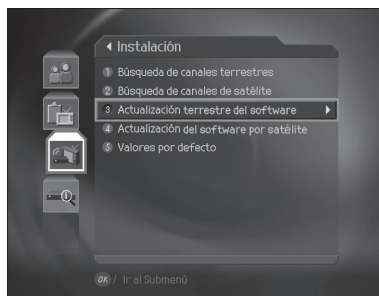 Instalación
1 Búsqueda de canales terrestres
2 Búsqueda de canales de satélite
3 Actualización terrestre del software
4 Actualización del software por satélite
5 Valores por defecto
OK / Ir al Submenú